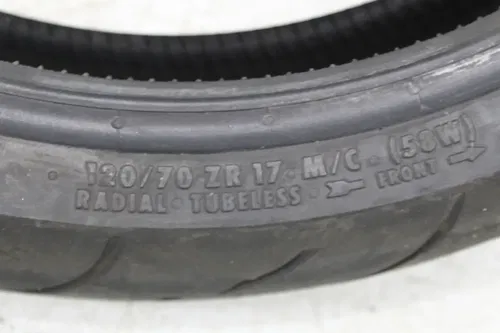 120/70 ZR 17 · M/C · (58W)
RADIAL · TUBELESS · FRONT